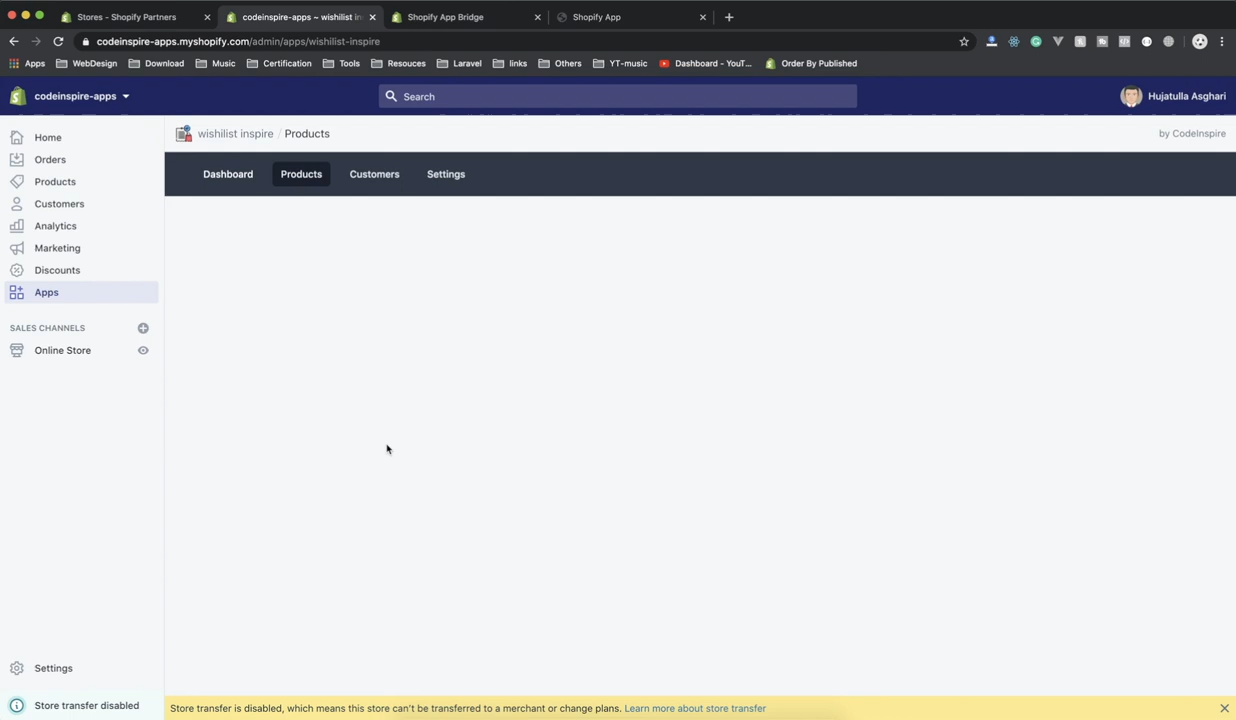 Stores - Shopify Partners
codeinspire-apps ~ wishilist in
Shopify App Bridge
Shopify App
codeinspire-apps.myshopify.com/admin/apps/wishilist-inspire
Apps WebDesign Download Music Certification Tools Resouces Laravel links Others YT-music Dashboard - YouT... Order By Published
codeinspire-apps
Search
Hujatulla Asghari
Home
Orders
Products
Customers
Analytics
Marketing
Discounts
Apps
SALES CHANNELS
Online Store
Settings
Store transfer disabled
wishilist inspire / Products
by CodeInspire
Dashboard Products Customers Settings
Store transfer is disabled, which means this store can't be transferred to a merchant or change plans. Learn more about store transfer